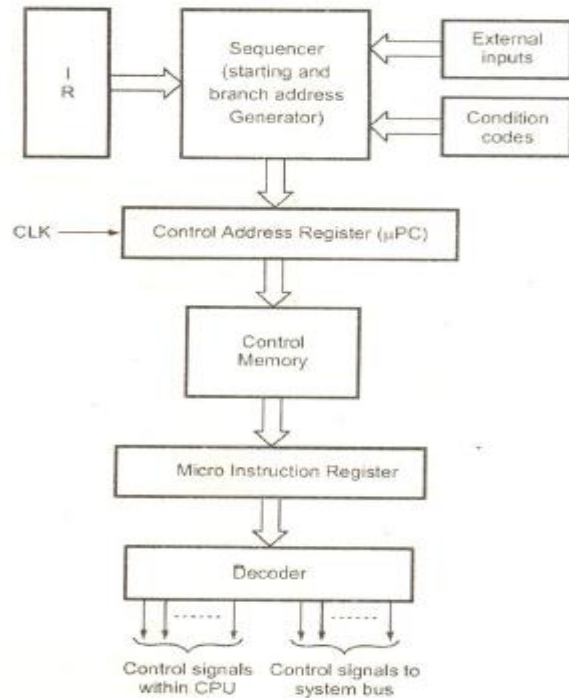 I
R
Sequencer
(starting and
branch address
Generator)
External
inputs
Condition
codes
CLK
Control Address Register (µPC)
Control
Memory
Micro Instruction Register
Decoder
Control signals
within CPU
Control signals to
system bus